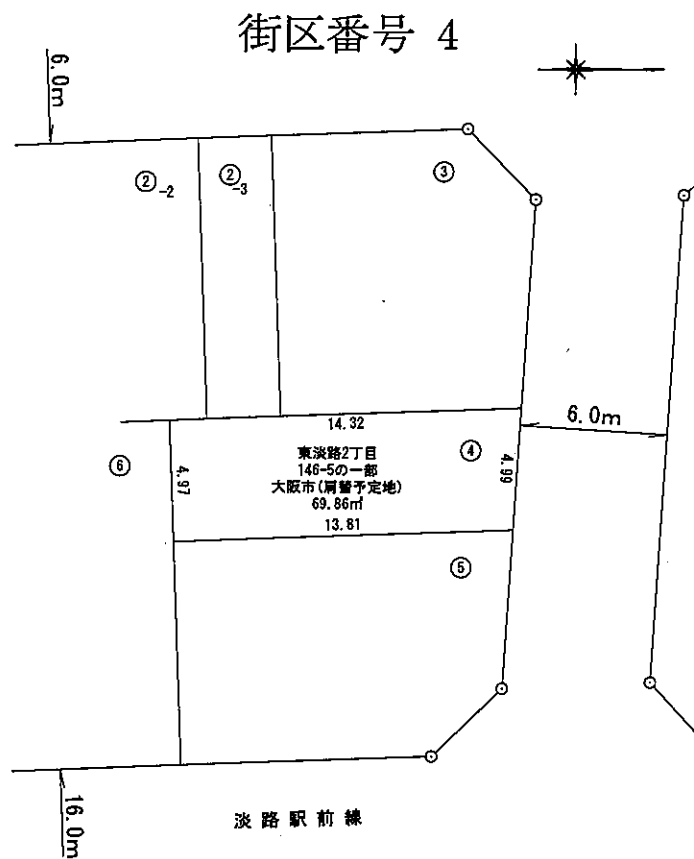 街区番号 4
6.0m
②-2
②-3
③
14.32
6.0m
東淡路2丁目
④
146-5の一部
⑥
4.97
4.99
大阪市(肩替予定地)
69.86㎡
13.81
⑤
16.0m
淡路駅前線